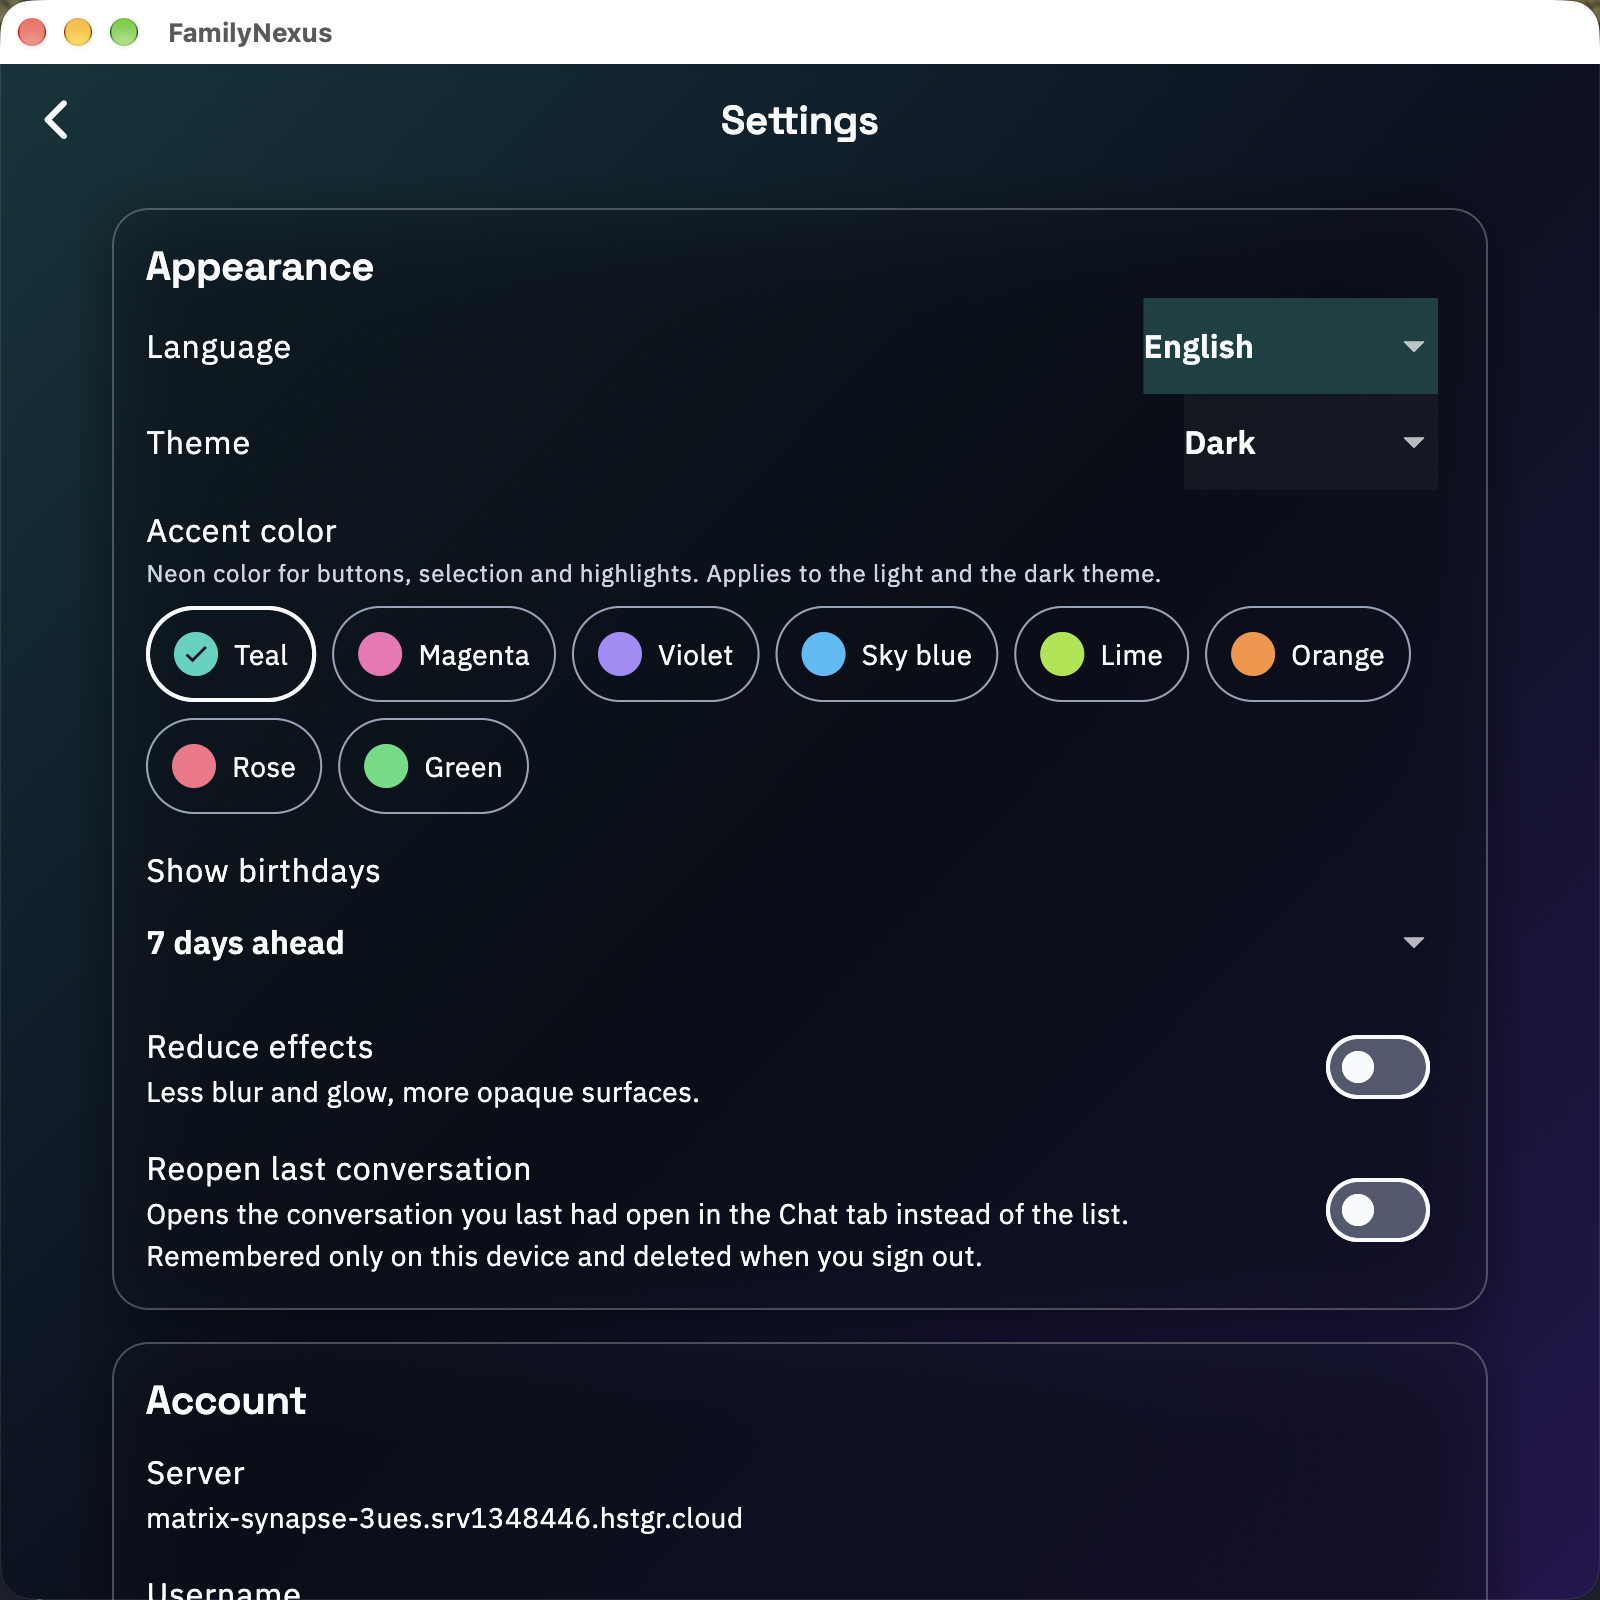 FamilyNexus
Settings
Appearance
Language
English
Theme
Dark
Accent color
Neon color for buttons, selection and highlights. Applies to the light and the dark theme.
Teal
Magenta
Violet
Sky blue
Lime
Orange
Rose
Green
Show birthdays
7 days ahead
Reduce effects
Less blur and glow, more opaque surfaces.
Reopen last conversation
Opens the conversation you last had open in the Chat tab instead of the list.
Remembered only on this device and deleted when you sign out.
Account
Server
matrix-synapse-3ues.srv1348446.hstgr.cloud
Username